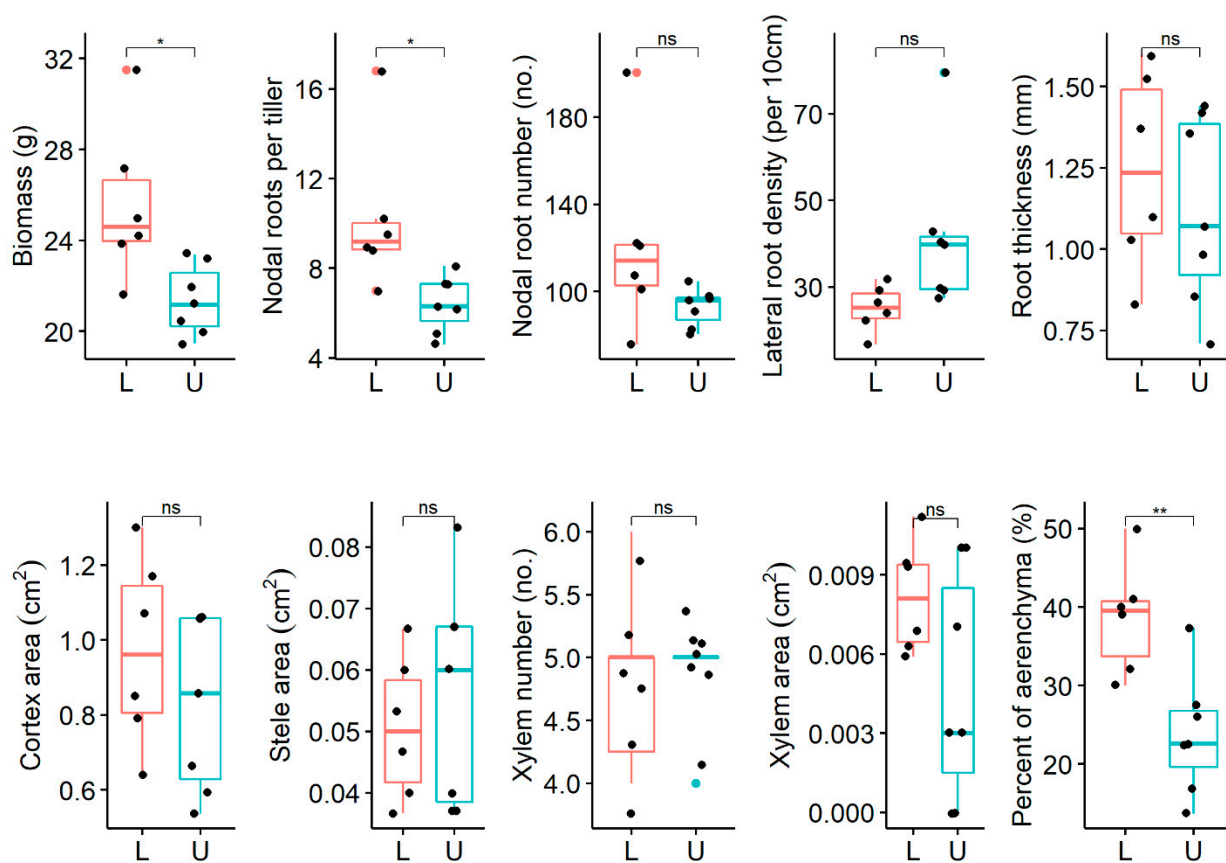 Biomass (g)
32
28
24
20
*
L U
Nodal roots per tiller
16
12
8
4
*
L U
Nodal root number (no.)
180
140
100
ns
L U
Lateral root density (per 10cm)
70
50
30
ns
L U
Root thickness (mm)
1.50
1.25
1.00
0.75
ns
L U
Cortex area (cm²)
1.2
1.0
0.8
0.6
ns
L U
Stele area (cm²)
0.08
0.07
0.06
0.05
0.04
ns
L U
Xylem number (no.)
6.0
5.5
5.0
4.5
4.0
ns
L U
Xylem area (cm²)
0.009
0.006
0.003
0.000
ns
L U
Percent of aerenchyma (%)
50
40
30
20
**
L U